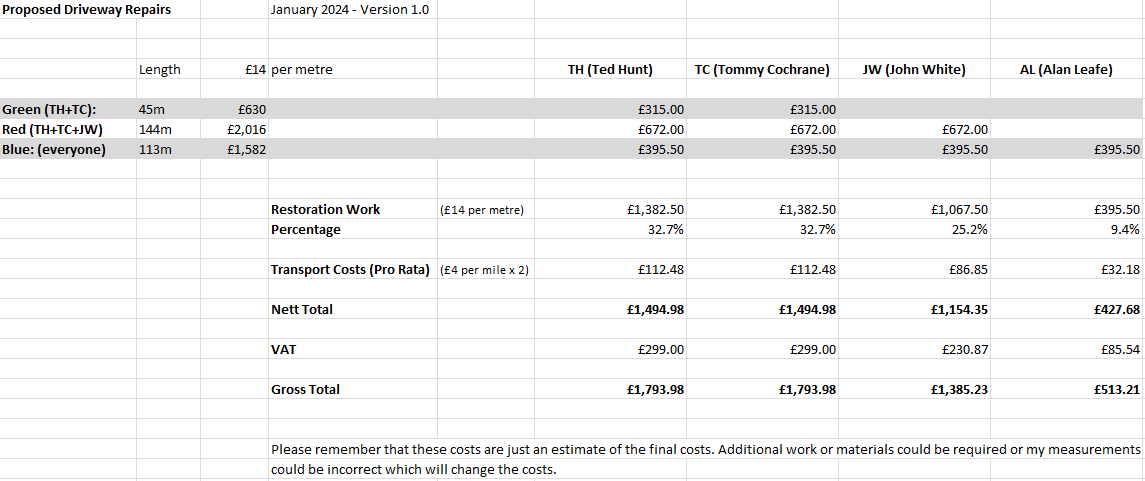 Proposed Driveway Repairs January 2024 - Version 1.0
Length £14 per metre TH (Ted Hunt) TC (Tommy Cochrane) JW (John White) AL (Alan Leafe)
Green (TH+TC): 45m £630 £315.00 £315.00
Red (TH+TC+JW) 144m £2,016 £672.00 £672.00 £672.00
Blue: (everyone) 113m £1,582 £395.50 £395.50 £395.50 £395.50
Restoration Work (£14 per metre) £1,382.50 £1,382.50 £1,067.50 £395.50
Percentage 32.7% 32.7% 25.2% 9.4%
Transport Costs (Pro Rata) (£4 per mile x 2) £112.48 £112.48 £86.85 £32.18
Nett Total £1,494.98 £1,494.98 £1,154.35 £427.68
VAT £299.00 £299.00 £230.87 £85.54
Gross Total £1,793.98 £1,793.98 £1,385.23 £513.21
Please remember that these costs are just an estimate of the final costs. Additional work or materials could be required or my measurements
could be incorrect which will change the costs.